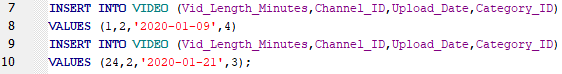 7 INSERT INTO VIDEO (Vid_Length_Minutes,Channel_ID,Upload_Date,Category_ID)
8 VALUES (1,2,'2020-01-09',4)
9 INSERT INTO VIDEO (Vid_Length_Minutes,Channel_ID,Upload_Date,Category_ID)
10 VALUES (24,2,'2020-01-21',3);